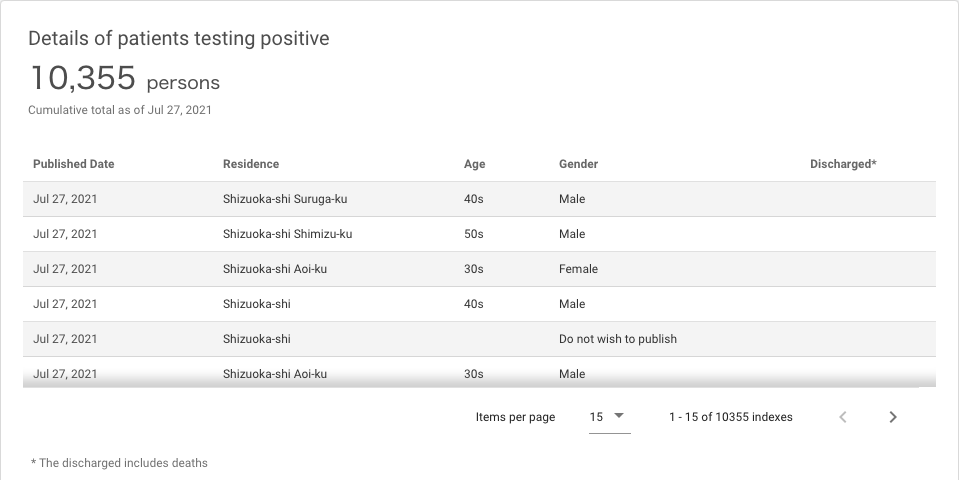 Details of patients testing positive
10,355 persons
Cumulative total as of Jul 27, 2021
Published Date Residence Age Gender Discharged*
Jul 27, 2021 Shizuoka-shi Suruga-ku 40s Male
Jul 27, 2021 Shizuoka-shi Shimizu-ku 50s Male
Jul 27, 2021 Shizuoka-shi Aoi-ku 30s Female
Jul 27, 2021 Shizuoka-shi 40s Male
Jul 27, 2021 Shizuoka-shi Do not wish to publish
Jul 27, 2021 Shizuoka-shi Aoi-ku 30s Male
Items per page 15 1 - 15 of 10355 indexes
* The discharged includes deaths